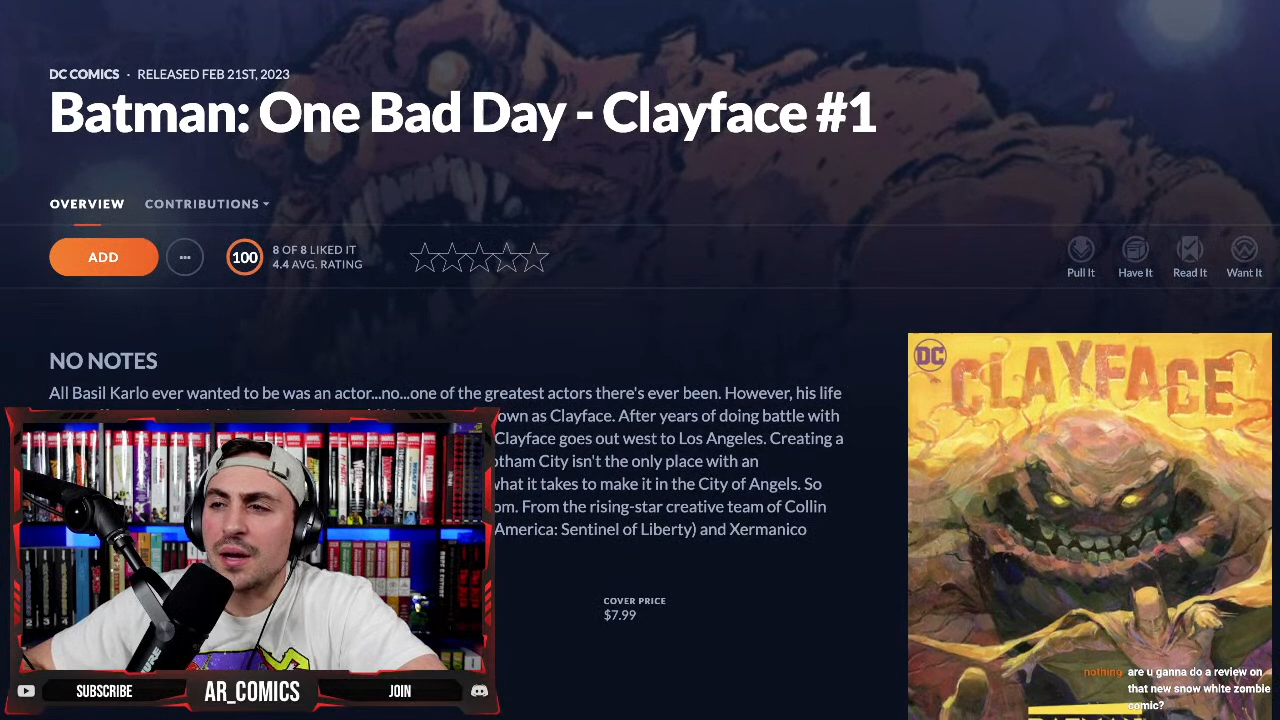 DC COMICS · RELEASED FEB 21ST, 2023
Batman: One Bad Day - Clayface #1
OVERVIEW CONTRIBUTIONS
ADD ... 100 8 OF 8 LIKED IT
4.4 AVG. RATING
Pull It Have It Read It Want It
NO NOTES
All Basil Karlo ever wanted to be was an actor...no...one of the greatest actors there's ever been. However, his life
own as Clayface. After years of doing battle with
Clayface goes out west to Los Angeles. Creating a
otham City isn't the only place with an
what it takes to make it in the City of Angels. So
om. From the rising-star creative team of Collin
America: Sentinel of Liberty) and Xermanico
COVER PRICE
$7.99
DC
CLAYFACE
nothing are u ganna do a review on
that new snow white zombie
comic?
SUBSCRIBE AR_COMICS JOIN